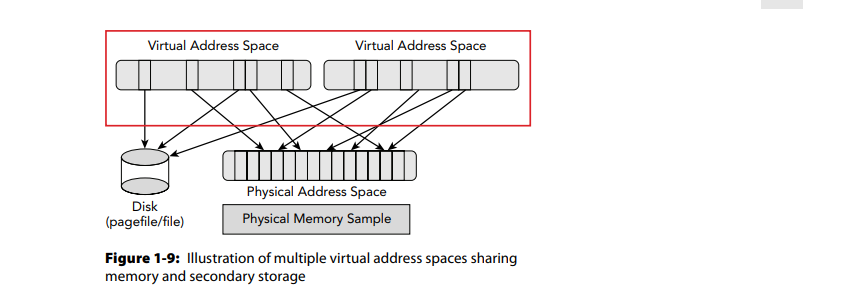 Virtual Address Space
Virtual Address Space
Disk
(pagefile/file)
Physical Address Space
Physical Memory Sample
Figure 1-9: Illustration of multiple virtual address spaces sharing
memory and secondary storage